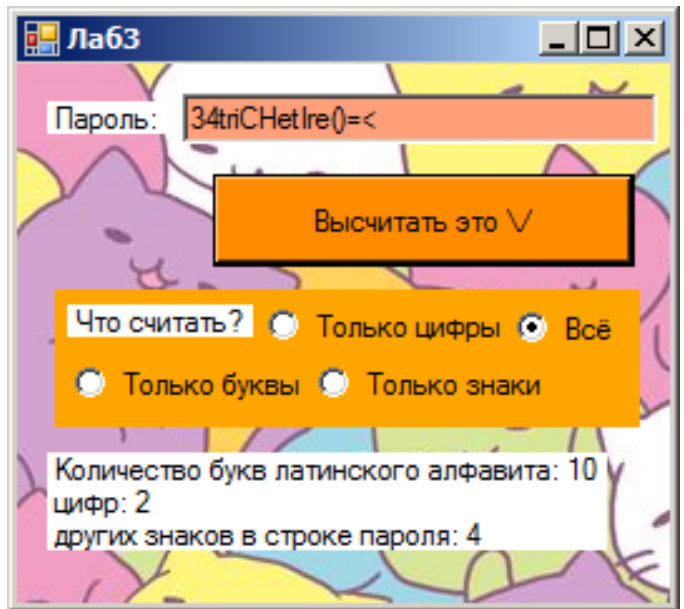 Лаб3
Пароль: 34triCHetIre()=<
Высчитать это \/
Что считать? Только цифры Всё
Только буквы Только знаки
Количество букв латинского алфавита: 10
цифр: 2
других знаков в строке пароля: 4